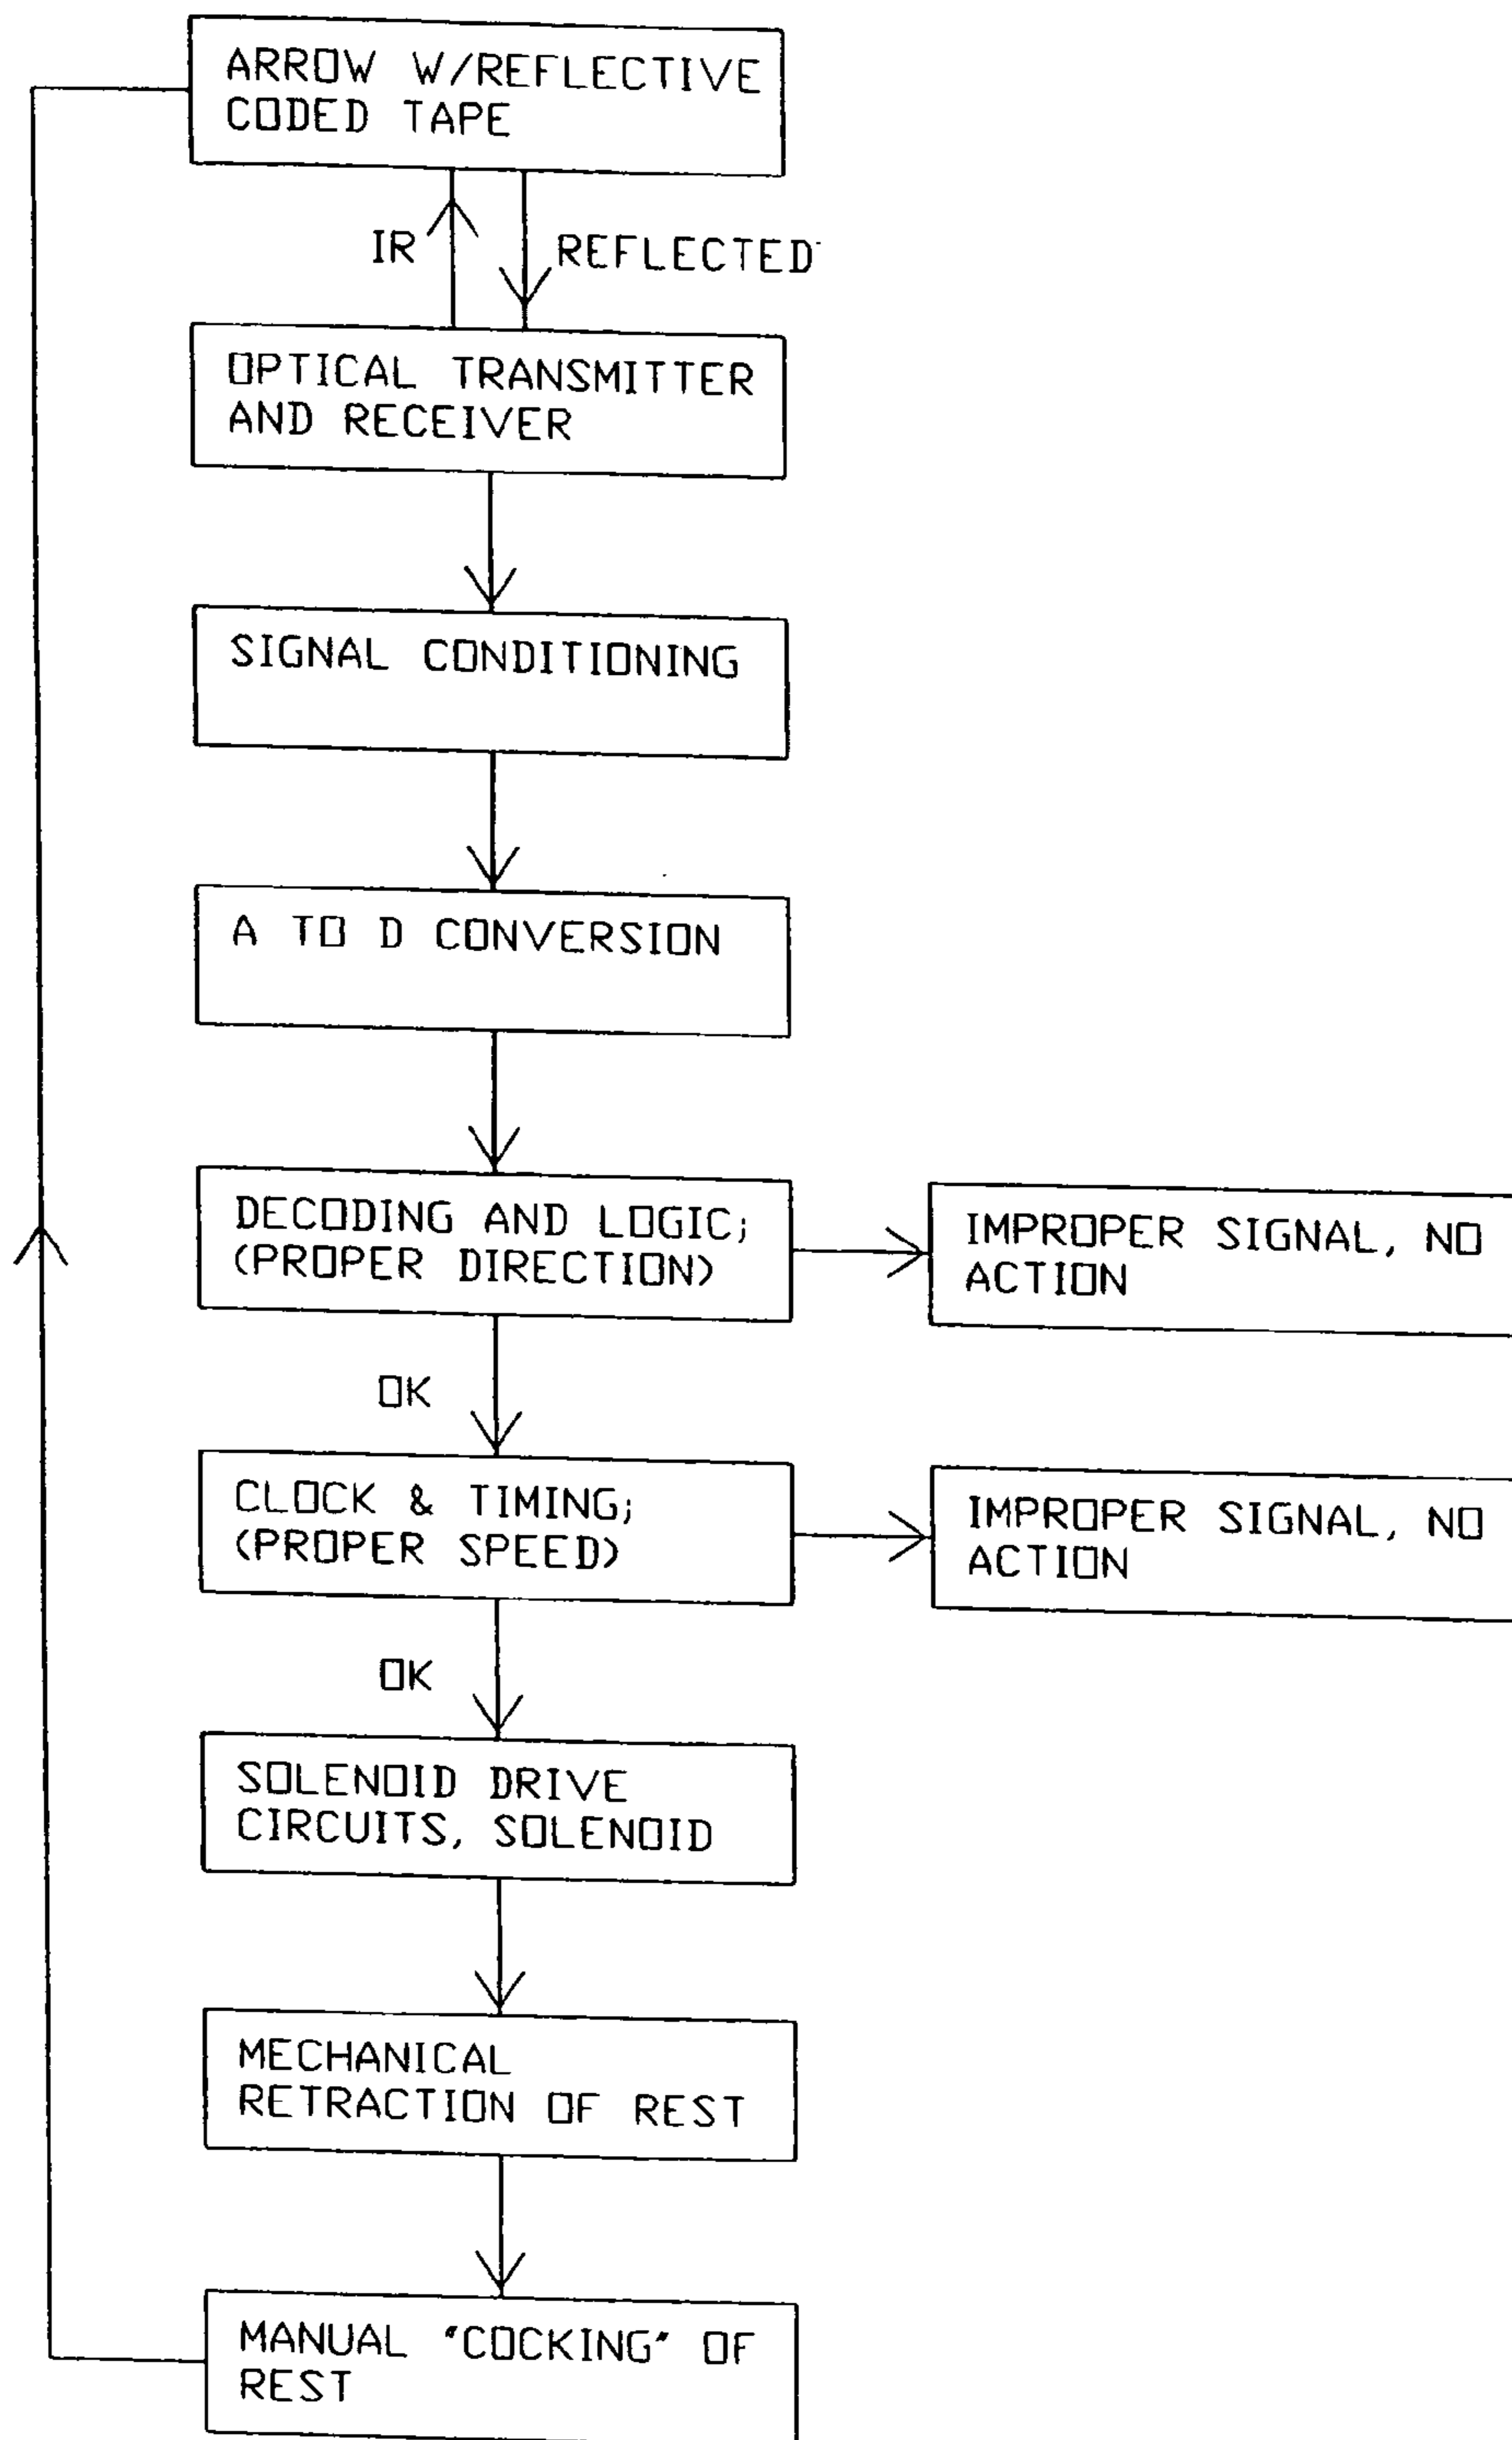 ARROW W/REFLECTIVE
CODED TAPE
IR
REFLECTED
OPTICAL TRANSMITTER
AND RECEIVER
SIGNAL CONDITIONING
A TO D CONVERSION
DECODING AND LOGIC;
(PROPER DIRECTION)
IMPROPER SIGNAL, NO
ACTION
OK
CLOCK & TIMING;
(PROPER SPEED)
IMPROPER SIGNAL, NO
ACTION
OK
SOLENOID DRIVE
CIRCUITS, SOLENOID
MECHANICAL
RETRACTION OF REST
MANUAL "COCKING" OF
REST